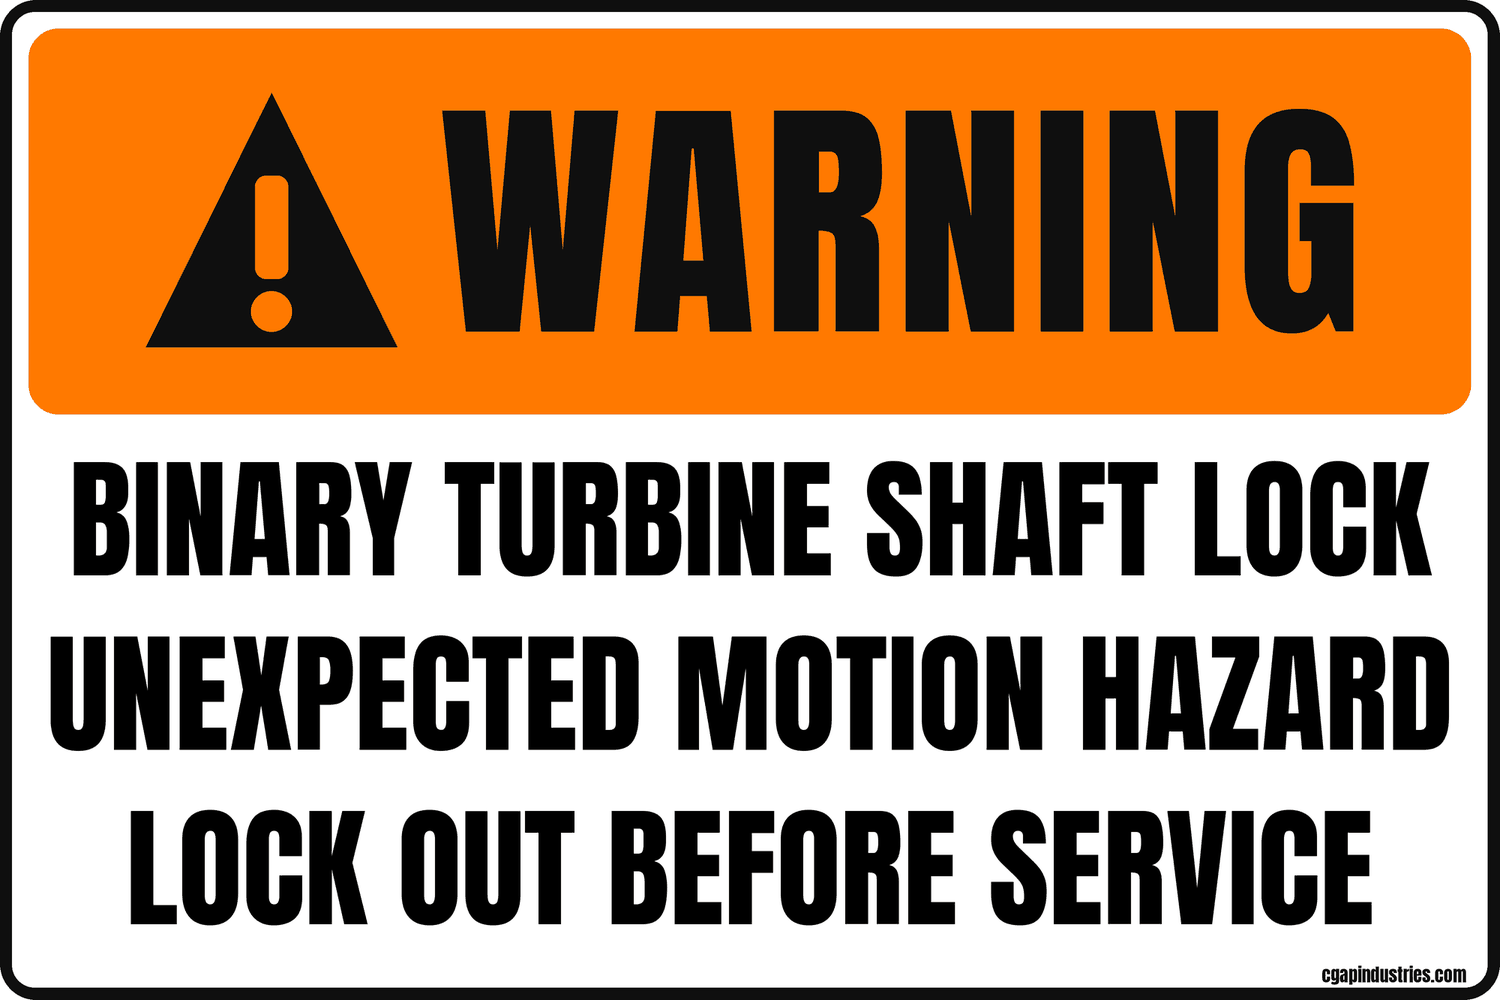 WARNING
BINARY TURBINE SHAFT LOCK
UNEXPECTED MOTION HAZARD
LOCK OUT BEFORE SERVICE
cgapindustries.com